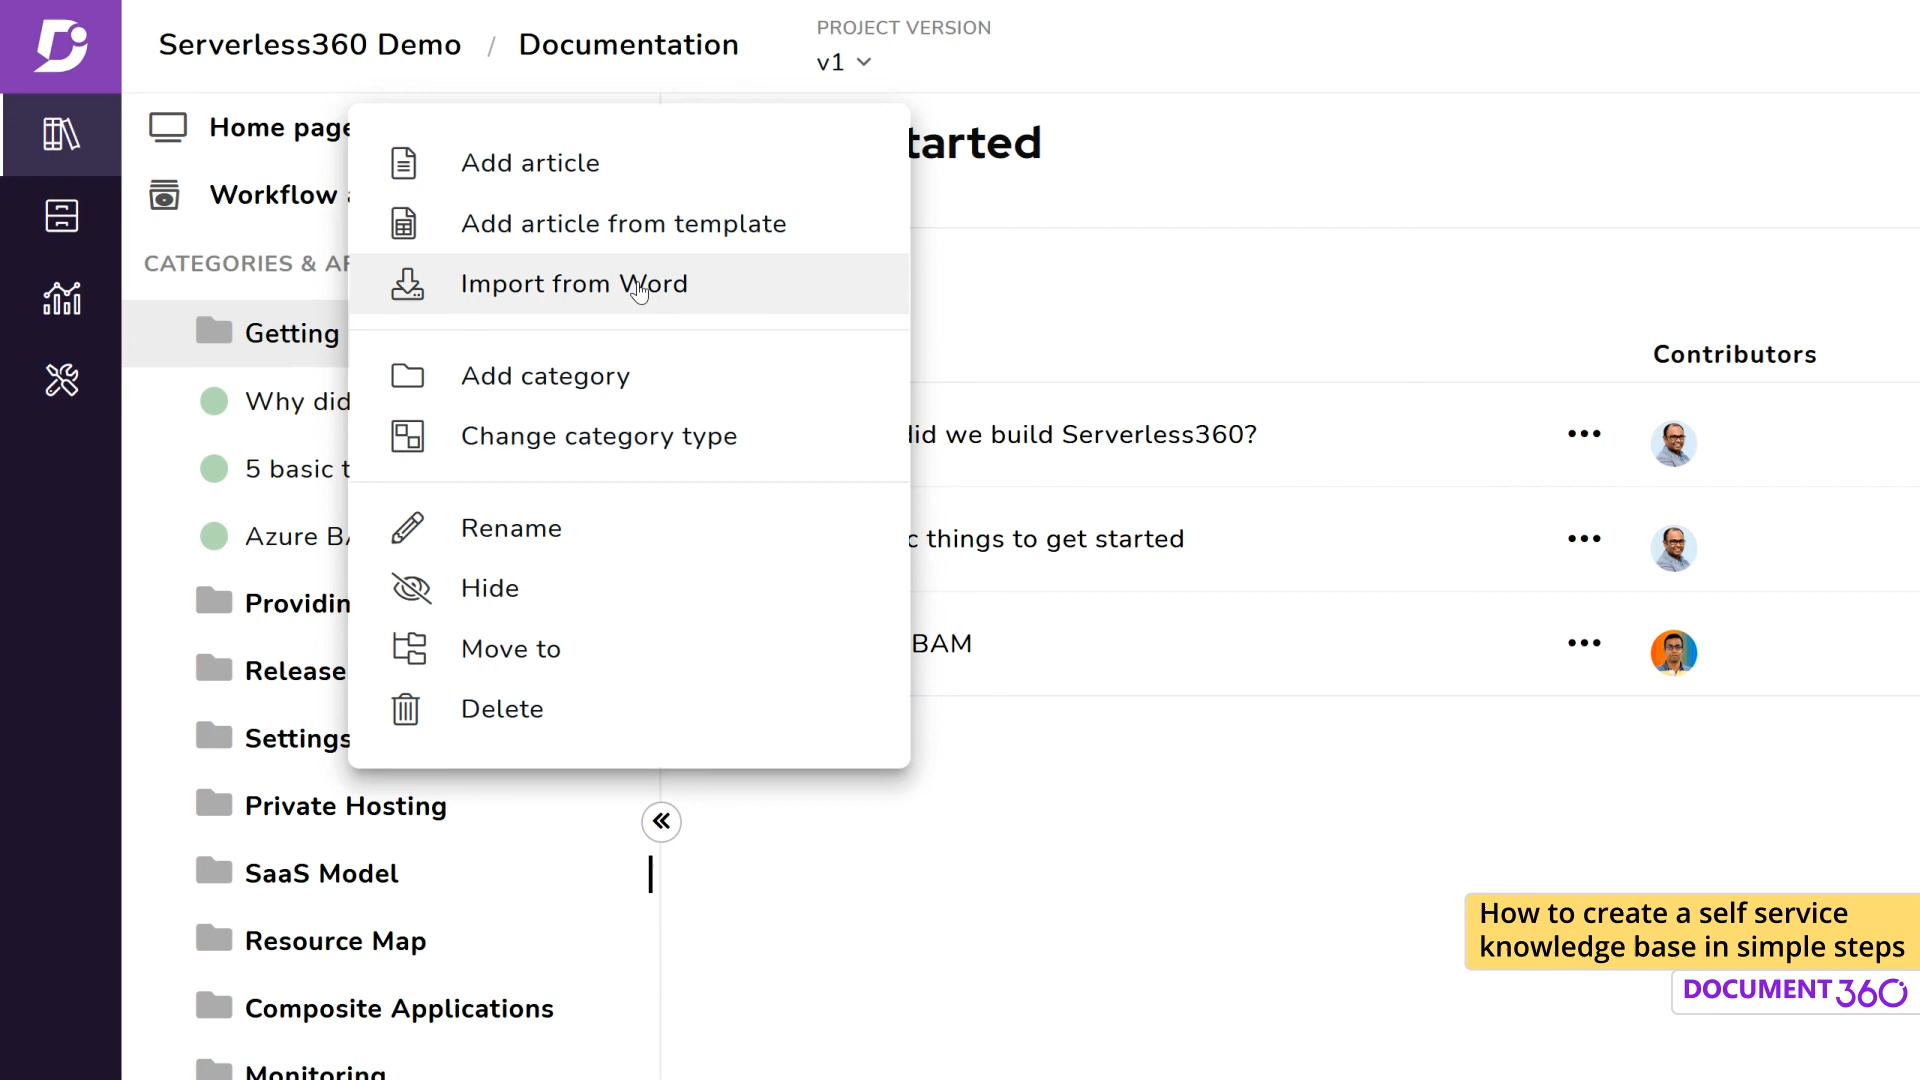 Serverless360 Demo / Documentation
PROJECT VERSION
v1
Home page
Workflow
CATEGORIES & AR
Getting
Why did
5 basic t
Azure BA
Providin
Release
Settings
Private Hosting
SaaS Model
Resource Map
Composite Applications
Monitoring
Add article
Add article from template
Import from Word
Add category
Change category type
Rename
Hide
Move to
Delete
tarted
Contributors
did we build Serverless360?
c things to get started
BAM
How to create a self service
knowledge base in simple steps
DOCUMENT360